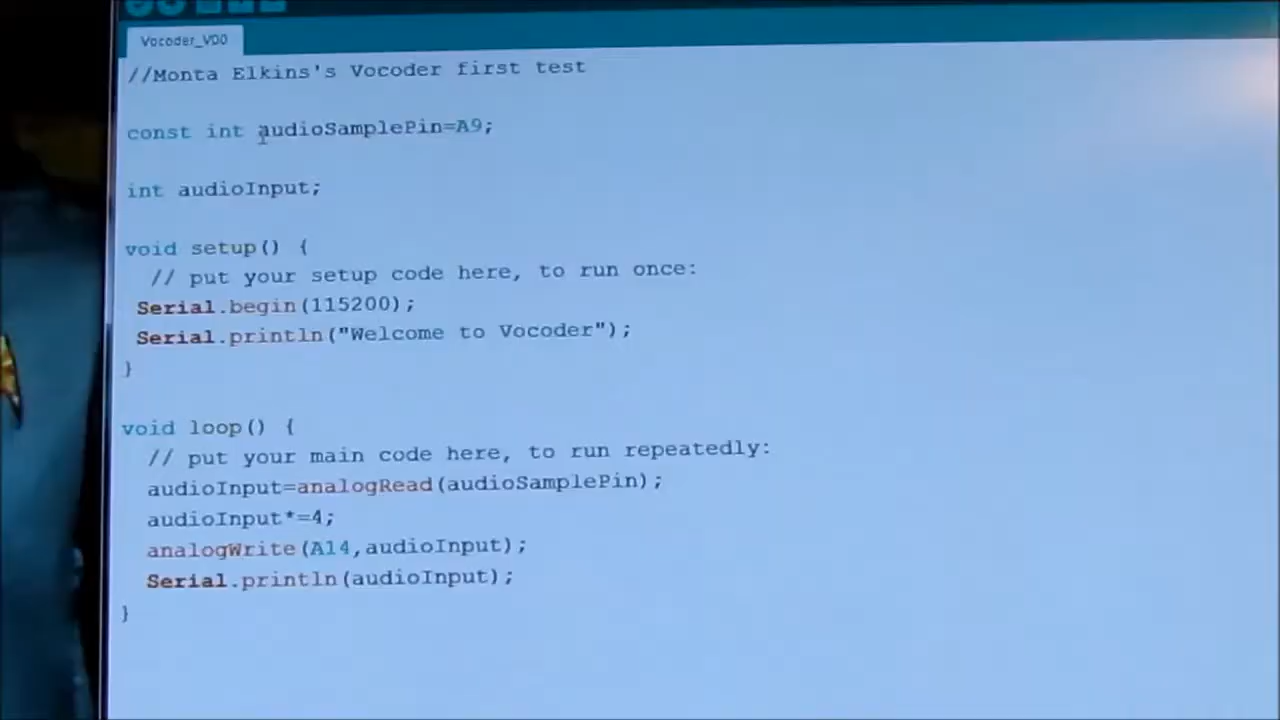 Vocoder_VD0
//Monta Elkins's Vocoder first test
const int audioSamplePin=A9;
int audioInput;
void setup() {
// put your setup code here, to run once:
Serial.begin(115200);
Serial.println("Welcome to Vocoder");
}
void loop() {
// put your main code here, to run repeatedly:
audioInput=analogRead(audioSamplePin);
audioInput*=4;
analogWrite(A14,audioInput);
Serial.println(audioInput);
}